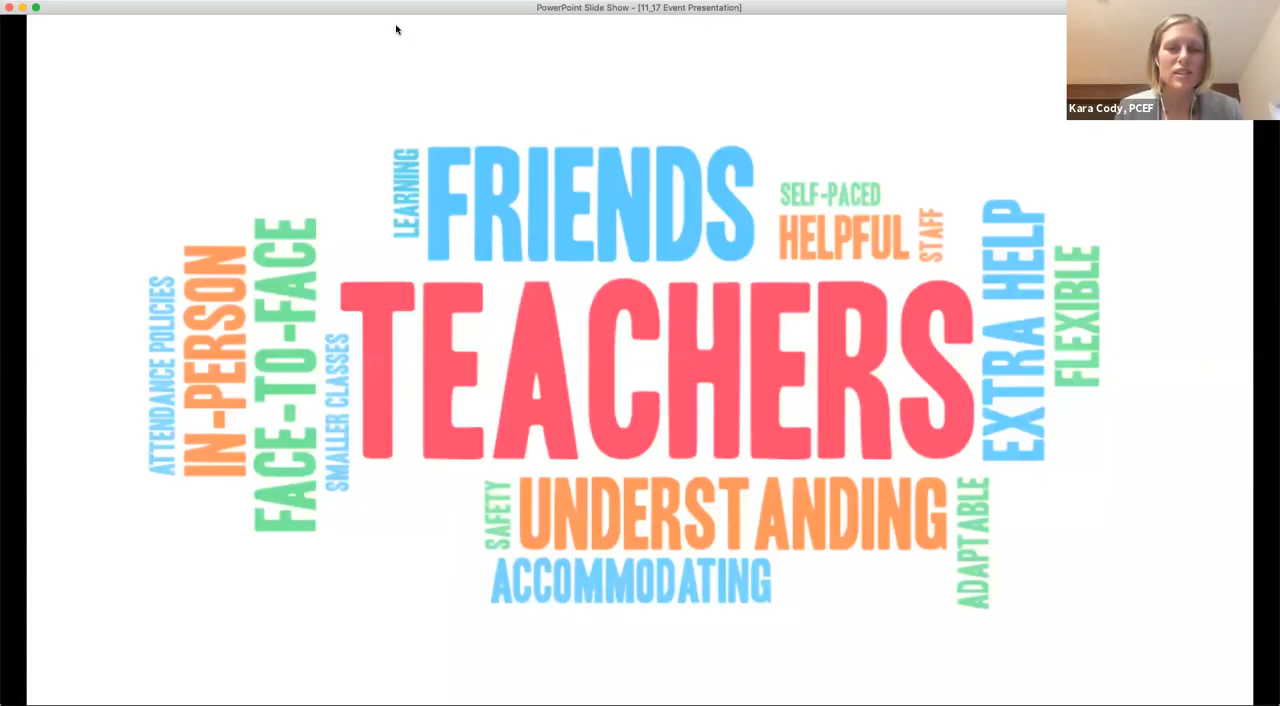 PowerPoint Slide Show - [11_17 Event Presentation]
Kara Cody, PCEF
LEARNING
FRIENDS
SELF-PACED
HELPFUL
STAFF
ATTENDANCE POLICIES
IN-PERSON
FACE-TO-FACE
SMALLER CLASSES
TEACHERS
EXTRA HELP
FLEXIBLE
SAFETY
UNDERSTANDING
ACCOMMODATING
ADAPTABLE